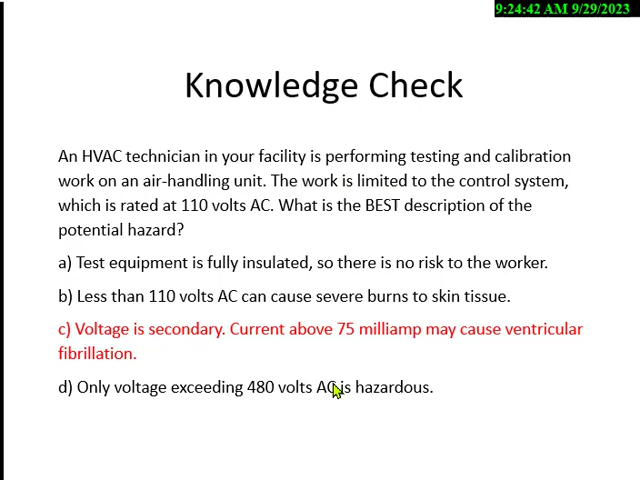 9:24:42 AM 9/29/2023
Knowledge Check
An HVAC technician in your facility is performing testing and calibration
work on an air-handling unit. The work is limited to the control system,
which is rated at 110 volts AC. What is the BEST description of the
potential hazard?
a) Test equipment is fully insulated, so there is no risk to the worker.
b) Less than 110 volts AC can cause severe burns to skin tissue.
c) Voltage is secondary. Current above 75 milliamp may cause ventricular
fibrillation.
d) Only voltage exceeding 480 volts AC is hazardous.